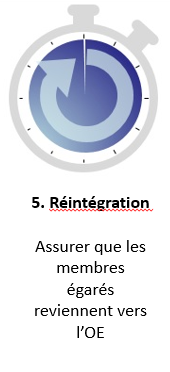 5. Réintégration
Assurer que les
membres
égarés
reviennent vers
l'OE